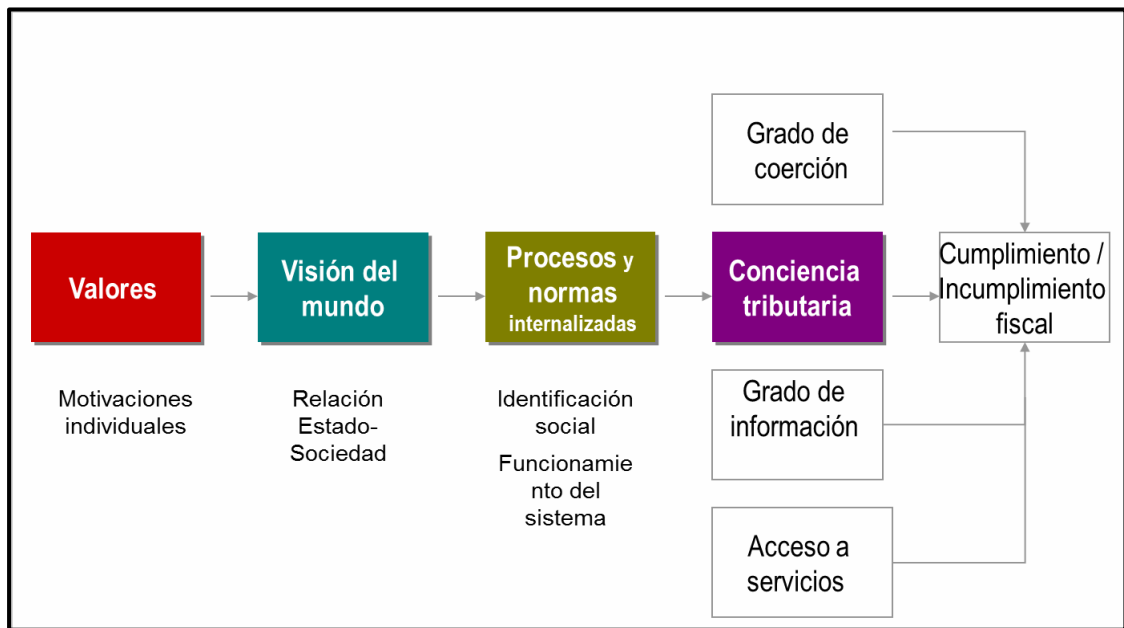 Grado de
coerción
Valores
Visión del
mundo
Procesos y
normas
internalizadas
Conciencia
tributaria
Cumplimiento /
Incumplimiento
fiscal
Motivaciones
individuales
Relación
Estado-
Sociedad
Identificación
social
Funcionamie
nto del
sistema
Grado de
información
Acceso a
servicios